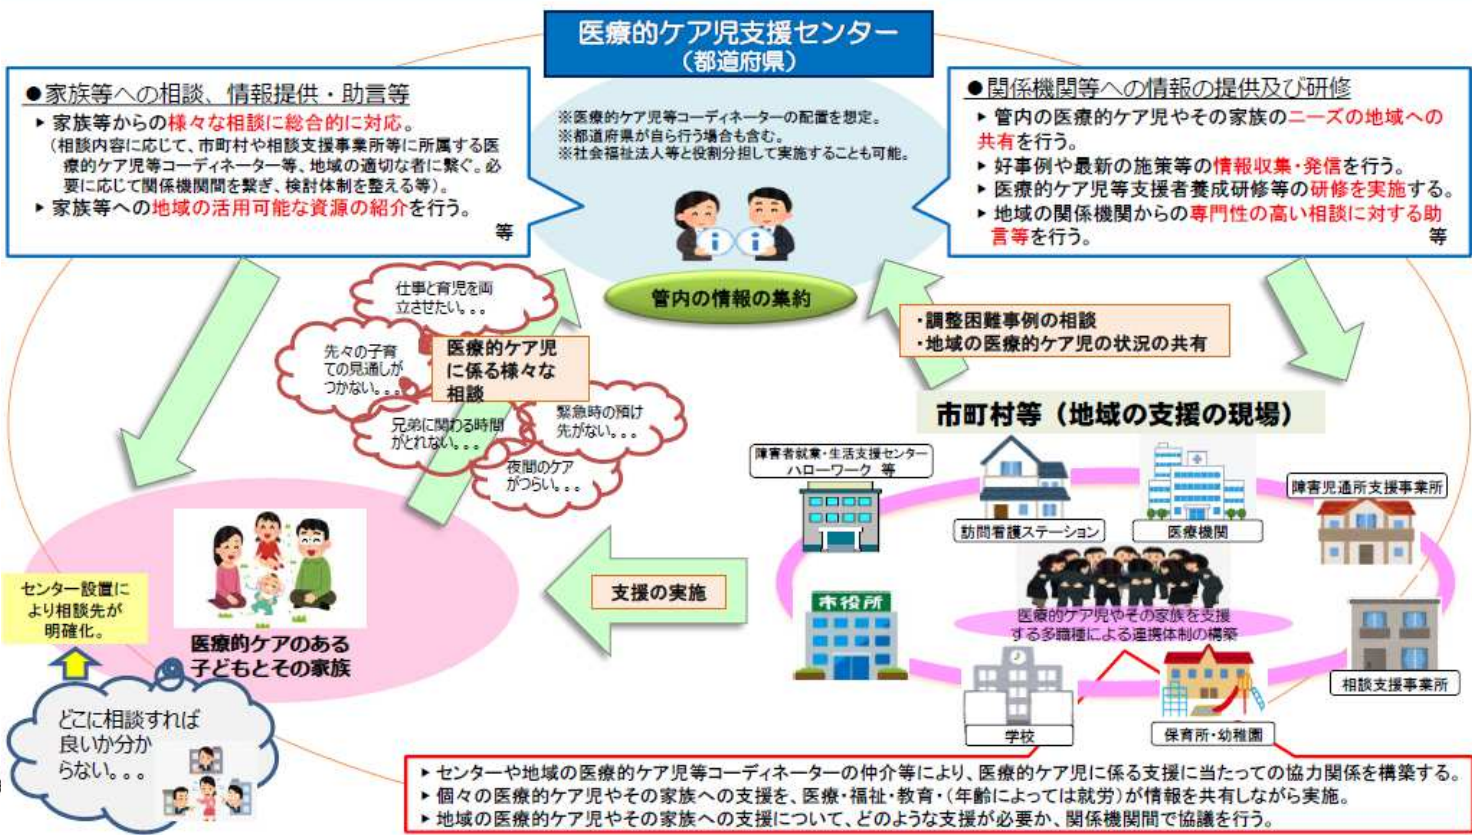 医療的ケア児支援センター
（都道府県）
●家族等への相談、情報提供・助言等
▶ 家族等からの様々な相談に総合的に対応。
（相談内容に応じて、市町村や相談支援事業所等に所属する医
療的ケア児等コーディネーター等、地域の適切な者に繋ぐ。必
要に応じて関係機関間を繋ぎ、検討体制を整える等）。
▶ 家族等への地域の活用可能な資源の紹介を行う。
等
※医療的ケア児等コーディネーターの配置を想定。
※都道府県が自ら行う場合も含む。
※社会福祉法人等と役割分担して実施することも可能。
管内の情報の集約
●関係機関等への情報の提供及び研修
▶ 管内の医療的ケア児やその家族のニーズの地域への
共有を行う。
▶ 好事例や最新の施策等の情報収集・発信を行う。
▶ 医療的ケア児等支援者養成研修等の研修を実施する。
▶ 地域の関係機関からの専門性の高い相談に対する助
言等を行う。 等
仕事と育児を両
立させたい。。。
先々の子育
ての見通しが
つかない。。。
医療的ケア児
に係る様々な
相談
兄弟に関わる時間
がとれない。。。
緊急時の預け
先がない。。。
夜間のケア
がつらい。。。
・調整困難事例の相談
・地域の医療的ケア児の状況の共有
市町村等（地域の支援の現場）
障害者就業・生活支援センター
ハローワーク 等
訪問看護ステーション
医療機関
障害児通所支援事業所
医療的ケア児やその家族を支援
する多職種による連携体制の構築
市役所
学校
保育所・幼稚園
相談支援事業所
支援の実施
医療的ケアのある
子どもとその家族
センター設置に
より相談先が
明確化。
どこに相談すれば
良いか分か
らない。。。
▶ センターや地域の医療的ケア児等コーディネーターの仲介等により、医療的ケア児に係る支援に当たっての協力関係を構築する。
▶ 個々の医療的ケア児やその家族への支援を、医療・福祉・教育・（年齢によっては就労）が情報を共有しながら実施。
▶ 地域の医療的ケア児やその家族への支援について、どのような支援が必要か、関係機関間で協議を行う。